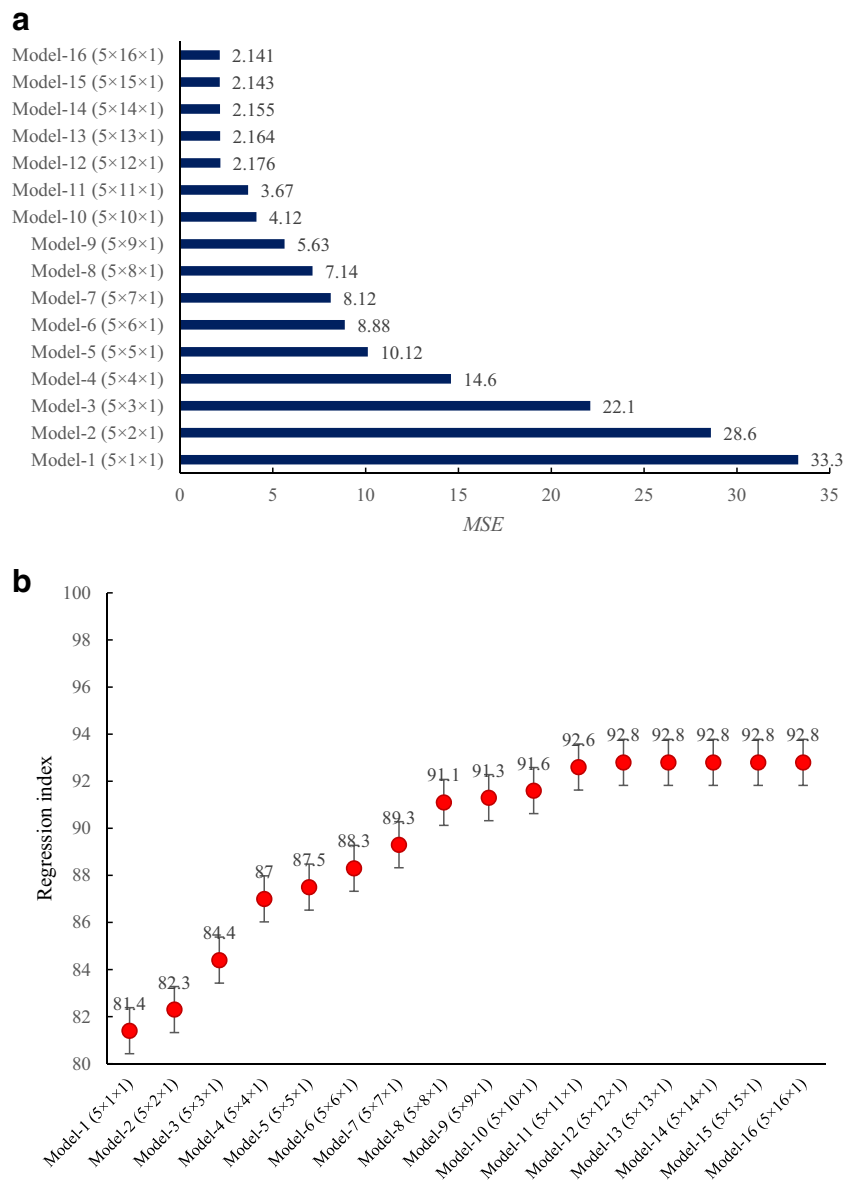 a
Model-16 (5×16×1) 2.141
Model-15 (5×15×1) 2.143
Model-14 (5×14×1) 2.155
Model-13 (5×13×1) 2.164
Model-12 (5×12×1) 2.176
Model-11 (5×11×1) 3.67
Model-10 (5×10×1) 4.12
Model-9 (5×9×1) 5.63
Model-8 (5×8×1) 7.14
Model-7 (5×7×1) 8.12
Model-6 (5×6×1) 8.88
Model-5 (5×5×1) 10.12
Model-4 (5×4×1) 14.6
Model-3 (5×3×1) 22.1
Model-2 (5×2×1) 28.6
Model-1 (5×1×1) 33.3
0 5 10 15 20 25 30 35
MSE
b
Regression index
100
98
96
94
92
90
88
86
84
82
80
81.4 82.3 84.4 87 87.5 88.3 89.3 91.1 91.3 91.6 92.6 92.8 92.8 92.8 92.8 92.8
Model-1 (5×1×1)
Model-2 (5×2×1)
Model-3 (5×3×1)
Model-4 (5×4×1)
Model-5 (5×5×1)
Model-6 (5×6×1)
Model-7 (5×7×1)
Model-8 (5×8×1)
Model-9 (5×9×1)
Model-10 (5×10×1)
Model-11 (5×11×1)
Model-12 (5×12×1)
Model-13 (5×13×1)
Model-14 (5×14×1)
Model-15 (5×15×1)
Model-16 (5×16×1)